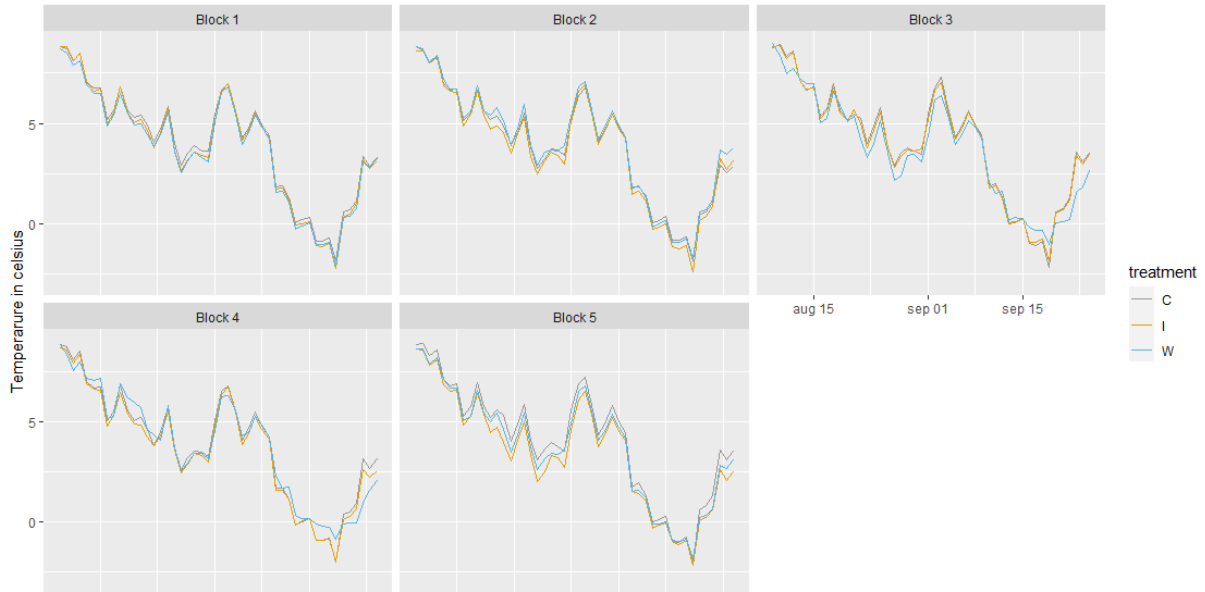 Block 1
Block 2
Block 3
5
0
aug 15
sep 01
sep 15
Block 4
Block 5
5
0
Temperarure in celsius
treatment
C
I
W